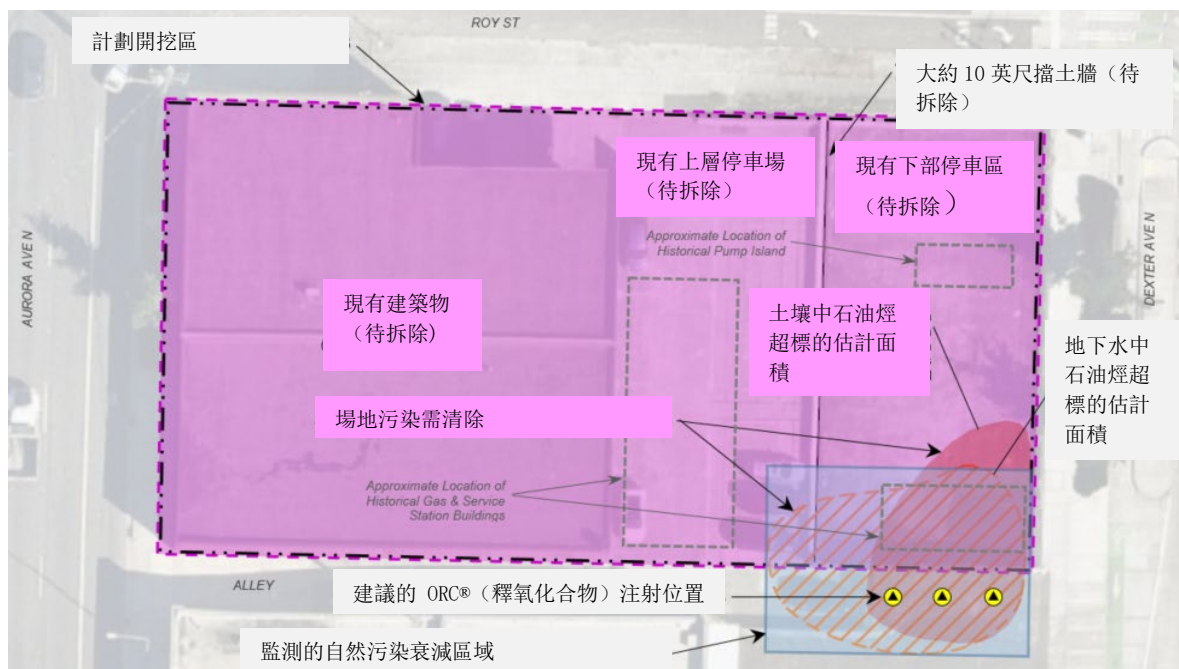 ROY ST
計劃開挖區
大約 10 英尺擋土牆（待
拆除）
現有上層停車場
（待拆除）
現有下部停車區
（待拆除）
Approximate Location of
Historical Pump Island
AURORA AVE N
DEXTER AVE N
現有建築物
（待拆除)
土壤中石油烴
超標的估計面
積
地下水中
石油烴超
標的估計
面積
場地污染需清除
Approximate Location of
Historical Gas & Service
Station Buildings
ALLEY
建議的 ORC®（釋氧化合物）注射位置
監測的自然污染衰減區域